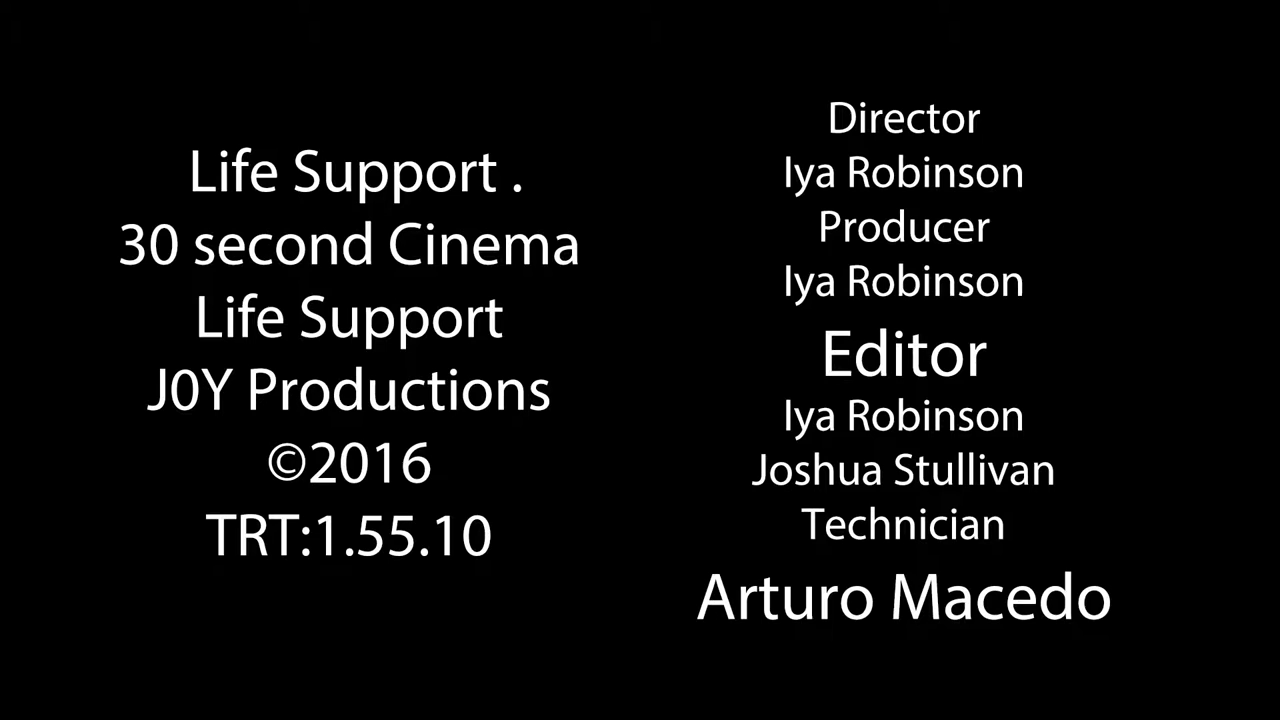 Life Support .
30 second Cinema
Life Support
J0Y Productions
©2016
TRT:1.55.10
Director
Iya Robinson
Producer
Iya Robinson
Editor
Iya Robinson
Joshua Stullivan
Technician
Arturo Macedo